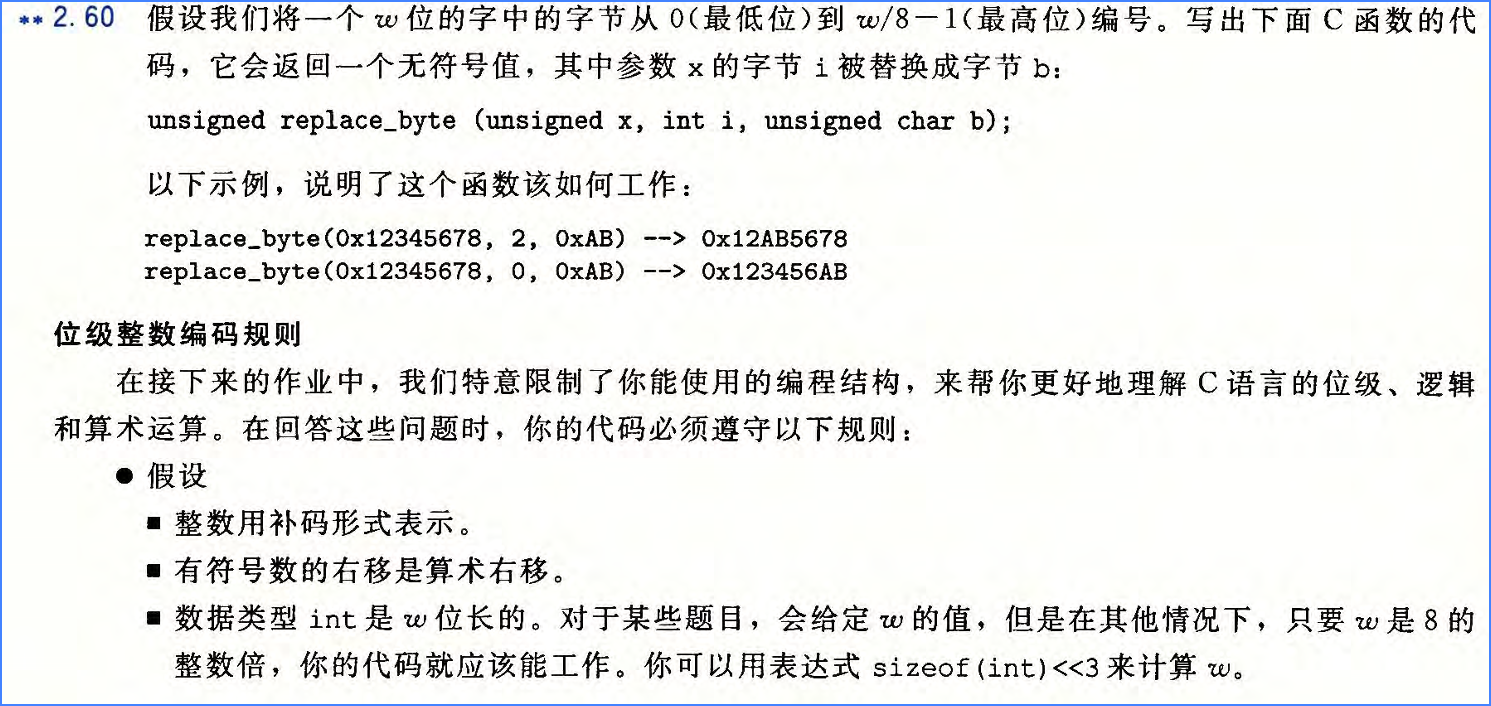 ** 2.60 假设我们将一个 w 位的字中的字节从 0(最低位)到 w/8－1(最高位)编号。写出下面 C 函数的代
码，它会返回一个无符号值，其中参数 x 的字节 i 被替换成字节 b：
unsigned replace_byte (unsigned x, int i, unsigned char b);
以下示例，说明了这个函数该如何工作：
replace_byte(0x12345678, 2, 0xAB) --> 0x12AB5678
replace_byte(0x12345678, 0, 0xAB) --> 0x123456AB
位级整数编码规则
在接下来的作业中，我们特意限制了你能使用的编程结构，来帮你更好地理解 C 语言的位级、逻辑
和算术运算。在回答这些问题时，你的代码必须遵守以下规则：
● 假设
■ 整数用补码形式表示。
■ 有符号数的右移是算术右移。
■ 数据类型 int 是 w 位长的。对于某些题目，会给定 w 的值，但是在其他情况下，只要 w 是 8 的
整数倍，你的代码就应该能工作。你可以用表达式 sizeof(int)<<3 来计算 w。